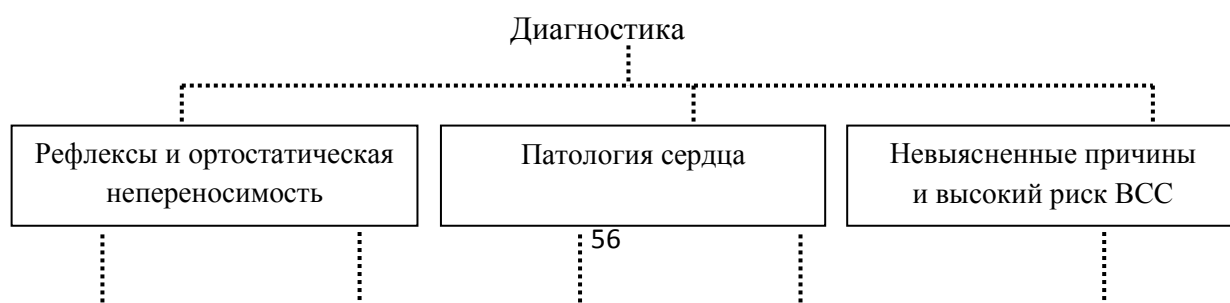 Диагностика
Рефлексы и ортостатическая
непереносимость
Патология сердца
Невыясненные причины
и высокий риск ВСС
56